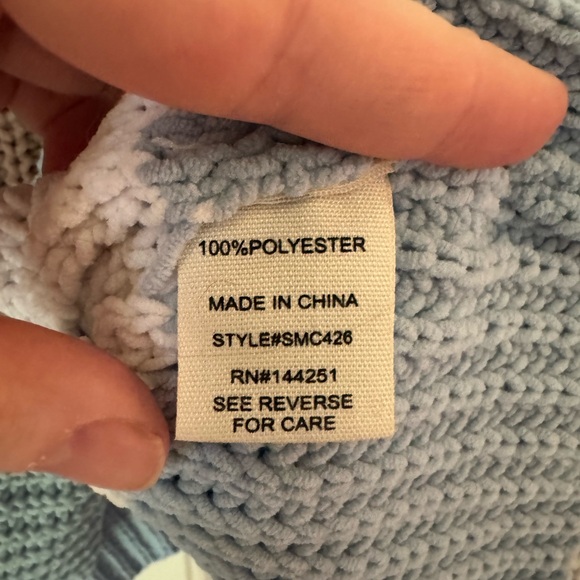 100%POLYESTER
MADE IN CHINA
STYLE#SMC426
RN#144251
SEE REVERSE
FOR CARE